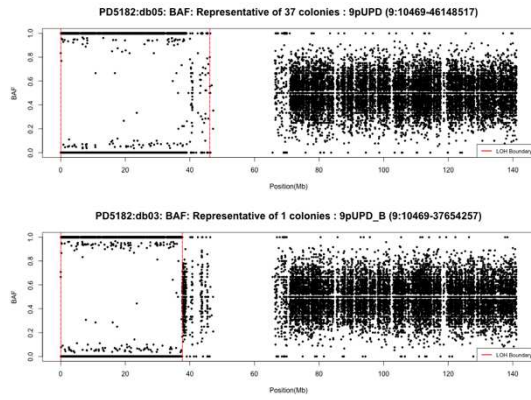 PD5182:db05: BAF: Representative of 37 colonies : 9pUPD (9:10469-46148517)
BAF
1.0
0.8
0.6
0.4
0.2
0.0
0 20 40 60 80 100 120 140
Position(Mb)
LOH Boundary
PD5182:db03: BAF: Representative of 1 colonies : 9pUPD_B (9:10469-37654257)
BAF
1.0
0.8
0.6
0.4
0.2
0.0
0 20 40 60 80 100 120 140
Position(Mb)
LOH Boundary